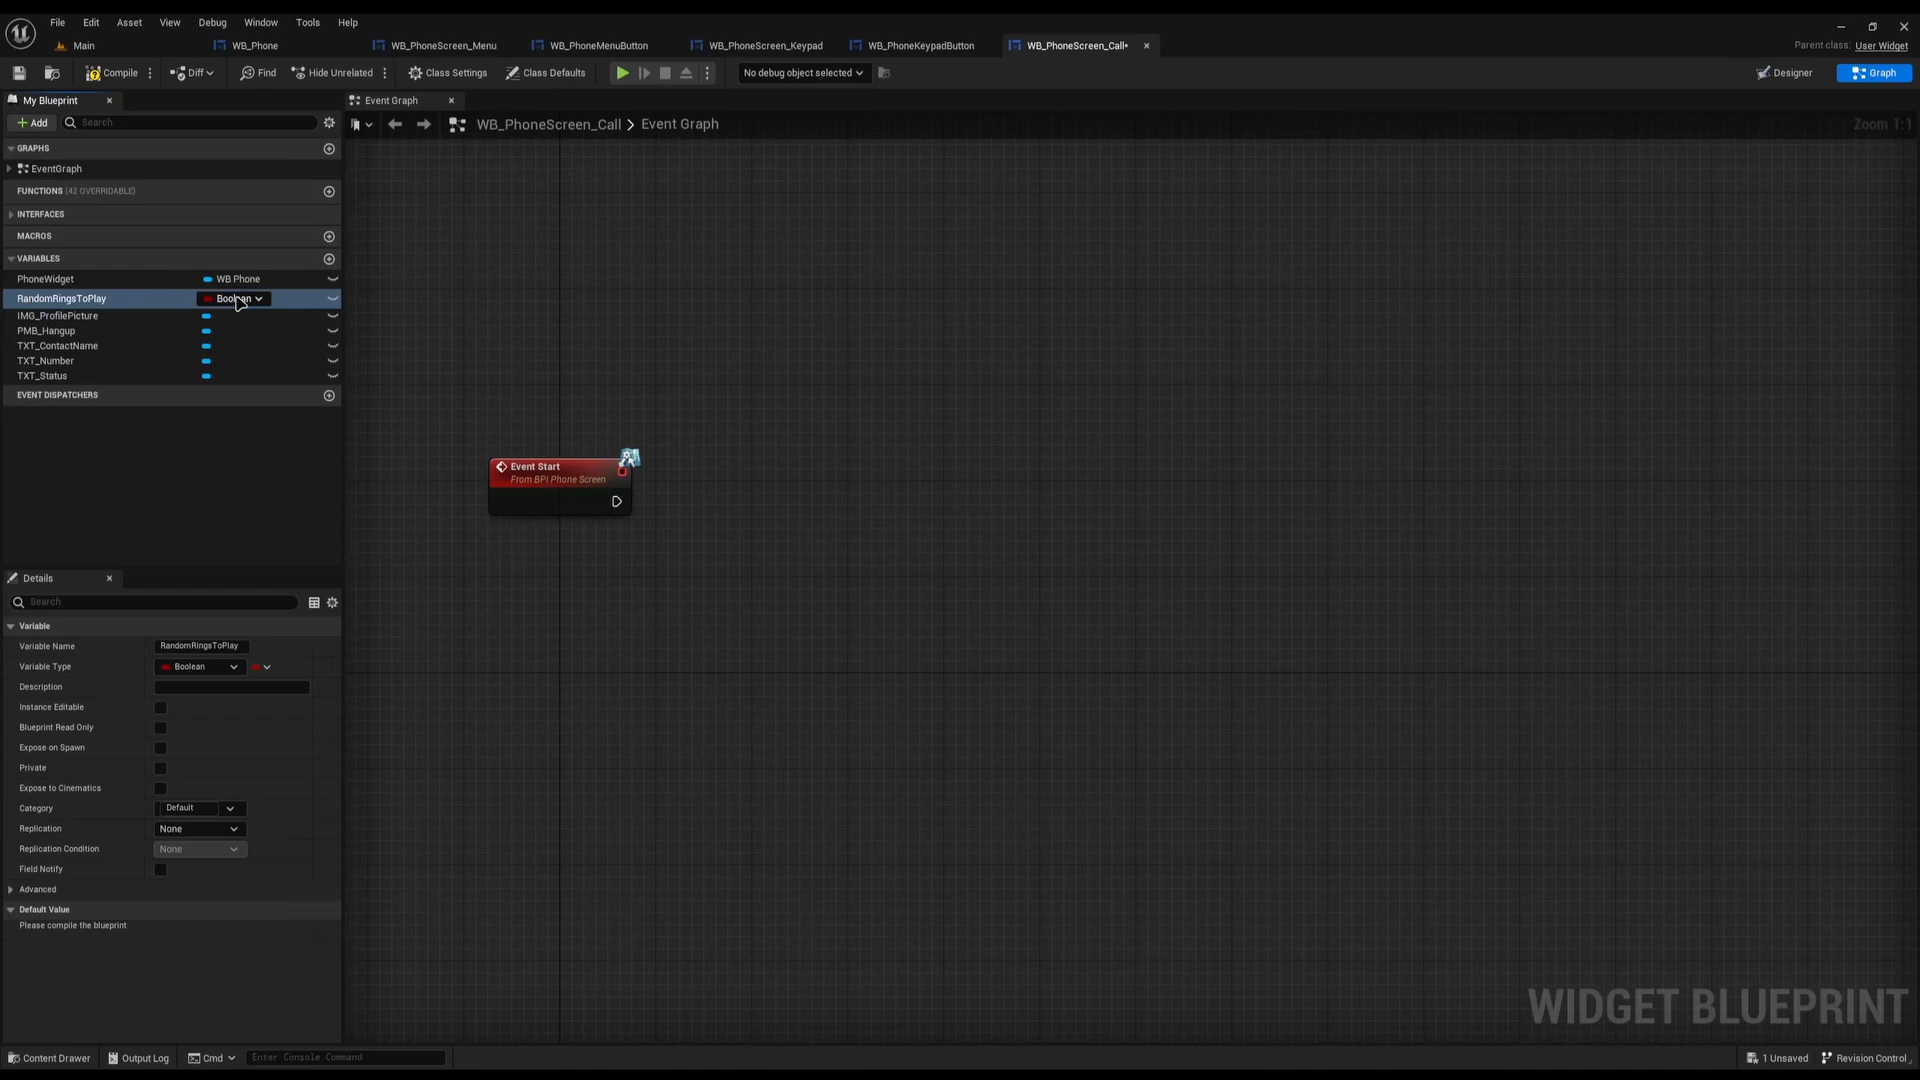 File Edit Asset View Debug Window Tools Help
Main WB_Phone WB_PhoneScreen_Menu WB_PhoneMenuButton WB_PhoneScreen_Keypad WB_PhoneKeypadButton WB_PhoneScreen_Call•
Parent class: User Widget
Compile Diff Find Hide Unrelated Class Settings Class Defaults No debug object selected Designer Graph
My Blueprint Event Graph
+ Add Search
WB_PhoneScreen_Call > Event Graph Zoom 1:1
GRAPHS
EventGraph
FUNCTIONS (42 OVERRIDABLE)
INTERFACES
MACROS
VARIABLES
PhoneWidget WB Phone
RandomRingsToPlay Boolean
IMG_ProfilePicture
PMB_Hangup
TXT_ContactName
TXT_Number
TXT_Status
EVENT DISPATCHERS
Event Start
From BPI Phone Screen
Details
Search
Variable
Variable Name RandomRingsToPlay
Variable Type Boolean
Description
Instance Editable
Blueprint Read Only
Expose on Spawn
Private
Expose to Cinematics
Category Default
Replication None
Replication Condition None
Field Notify
Advanced
Default Value
Please compile the blueprint
WIDGET BLUEPRINT
Content Drawer Output Log Cmd Enter Console Command 1 Unsaved Revision Control